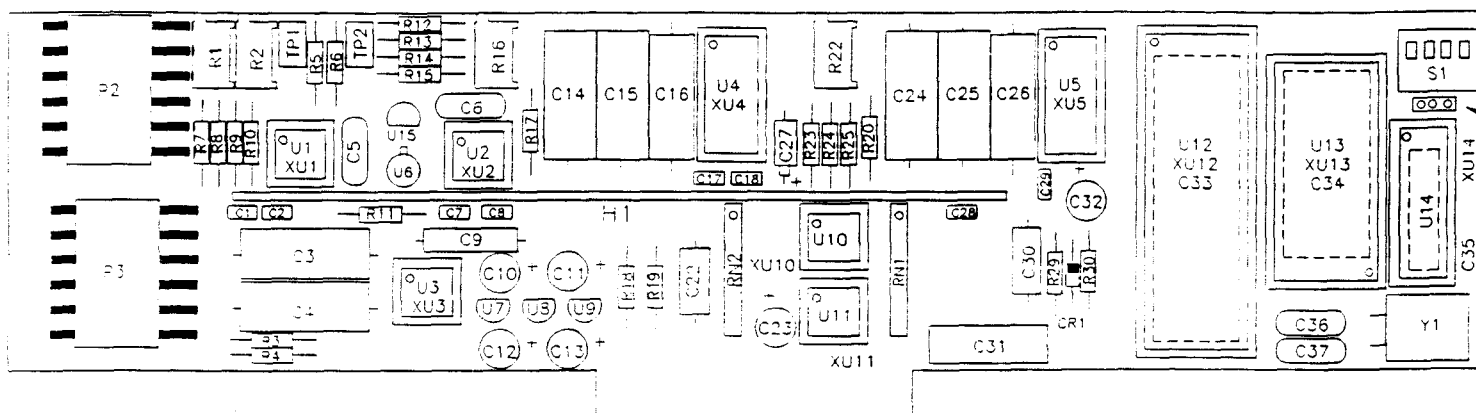 P2
R1
R2
TP1
R5
R6
TP2
R12
R13
R14
R15
R16
C14
C15
C16
U4
XU4
R22
C24
C25
C26
U5
XU5
U12
XU12
C33
U13
XU13
C34
S1
R7
R8
R9
R10
U1
XU1
C5
U15
U6
C6
U2
XU2
R17
C17
C18
C27
R23
R24
R25
R20
C29
C32
XU14
U14
C35
P3
C1
C2
R11
C7
C8
H1
C28
C3
C9
C4
U3
XU3
C10
C11
U7
U8
U9
C12
C13
R18
R19
C22
RN2
XU10
U10
U11
C23
XU11
RN1
C30
R29
R30
CR1
C31
C36
C37
Y1
R3
R4